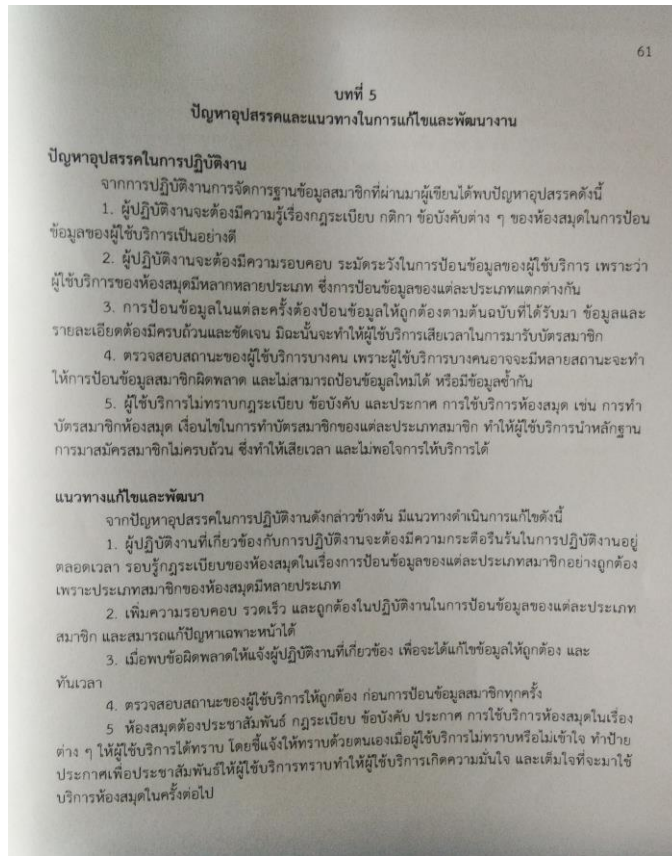 61
บทที่ 5
ปัญหาอุปสรรคและแนวทางในการแก้ไขและพัฒนางาน
ปัญหาอุปสรรคในการปฏิบัติงาน
จากการปฏิบัติงานการจัดการฐานข้อมูลสมาชิกที่ผ่านมาผู้เขียนได้พบปัญหาอุปสรรคดังนี้
1. ผู้ปฏิบัติงานจะต้องมีความรู้เรื่องกฎระเบียบ กติกา ข้อบังคับต่าง ๆ ของห้องสมุดในการป้อน
ข้อมูลของผู้ใช้บริการเป็นอย่างดี
2. ผู้ปฏิบัติงานจะต้องมีความรอบคอบ ระมัดระวังในการป้อนข้อมูลของผู้ใช้บริการ เพราะว่า
ผู้ใช้บริการของห้องสมุดมีหลากหลายประเภท ซึ่งการป้อนข้อมูลของแต่ละประเภทแตกต่างกัน
3. การป้อนข้อมูลในแต่ละครั้งต้องป้อนข้อมูลให้ถูกต้องตามต้นฉบับที่ได้รับมา ข้อมูลและ
รายละเอียดต้องมีครบถ้วนและชัดเจน มิฉะนั้นจะทำให้ผู้ใช้บริการเสียเวลาในการมารับบัตรสมาชิก
4. ตรวจสอบสถานะของผู้ใช้บริการบางคน เพราะผู้ใช้บริการบางคนอาจจะมีหลายสถานะจะทำ
ให้การป้อนข้อมูลสมาชิกผิดพลาด และไม่สามารถป้อนข้อมูลใหม่ได้ หรือมีข้อมูลซ้ำกัน
5. ผู้ใช้บริการไม่ทราบกฎระเบียบ ข้อบังคับ และประกาศ การใช้บริการห้องสมุด เช่น การทำ
บัตรสมาชิกห้องสมุด เงื่อนไขในการทำบัตรสมาชิกของแต่ละประเภทสมาชิก ทำให้ผู้ใช้บริการนำหลักฐาน
การมาสมัครสมาชิกไม่ครบถ้วน ซึ่งทำให้เสียเวลา และไม่พอใจการให้บริการได้
แนวทางแก้ไขและพัฒนา
จากปัญหาอุปสรรคในการปฏิบัติงานดังกล่าวข้างต้น มีแนวทางดำเนินการแก้ไขดังนี้
1. ผู้ปฏิบัติงานที่เกี่ยวข้องกับการปฏิบัติงานจะต้องมีความกระตือรือร้นในการปฏิบัติงานอยู่
ตลอดเวลา รอบรู้กฎระเบียบของห้องสมุดในเรื่องการป้อนข้อมูลของแต่ละประเภทสมาชิกอย่างถูกต้อง
เพราะประเภทสมาชิกของห้องสมุดมีหลายประเภท
2. เพิ่มความรอบคอบ รวดเร็ว และถูกต้องในปฏิบัติงานในการป้อนข้อมูลของแต่ละประเภท
สมาชิก และสมารถแก้ปัญหาเฉพาะหน้าได้
3. เมื่อพบข้อผิดพลาดให้แจ้งผู้ปฏิบัติงานที่เกี่ยวข้อง เพื่อจะได้แก้ไขข้อมูลให้ถูกต้อง และ
ทันเวลา
4. ตรวจสอบสถานะของผู้ใช้บริการให้ถูกต้อง ก่อนการป้อนข้อมูลสมาชิกทุกครั้ง
5 ห้องสมุดต้องประชาสัมพันธ์ กฎระเบียบ ข้อบังคับ ประกาศ การใช้บริการห้องสมุดในเรื่อง
ต่าง ๆ ให้ผู้ใช้บริการได้ทราบ โดยชี้แจ้งให้ทราบด้วยตนเองเมื่อผู้ใช้บริการไม่ทราบหรือไม่เข้าใจ ทำป้าย
ประกาศเพื่อประชาสัมพันธ์ให้ผู้ใช้บริการทราบทำให้ผู้ใช้บริการเกิดความมั่นใจ และเต็มใจที่จะมาใช้
บริการห้องสมุดในครั้งต่อไป